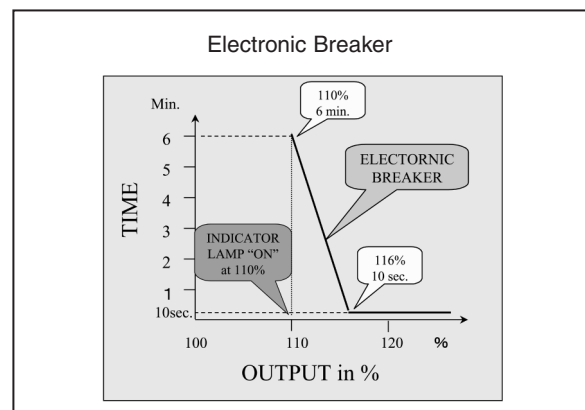 Electronic Breaker
Min.
110%
6 min.
6
5
4
3
2
1
10sec.
TIME
ELECTORNIC
BREAKER
INDICATOR
LAMP “ON”
at 110%
116%
10 sec.
100
110
120
%
OUTPUT in %